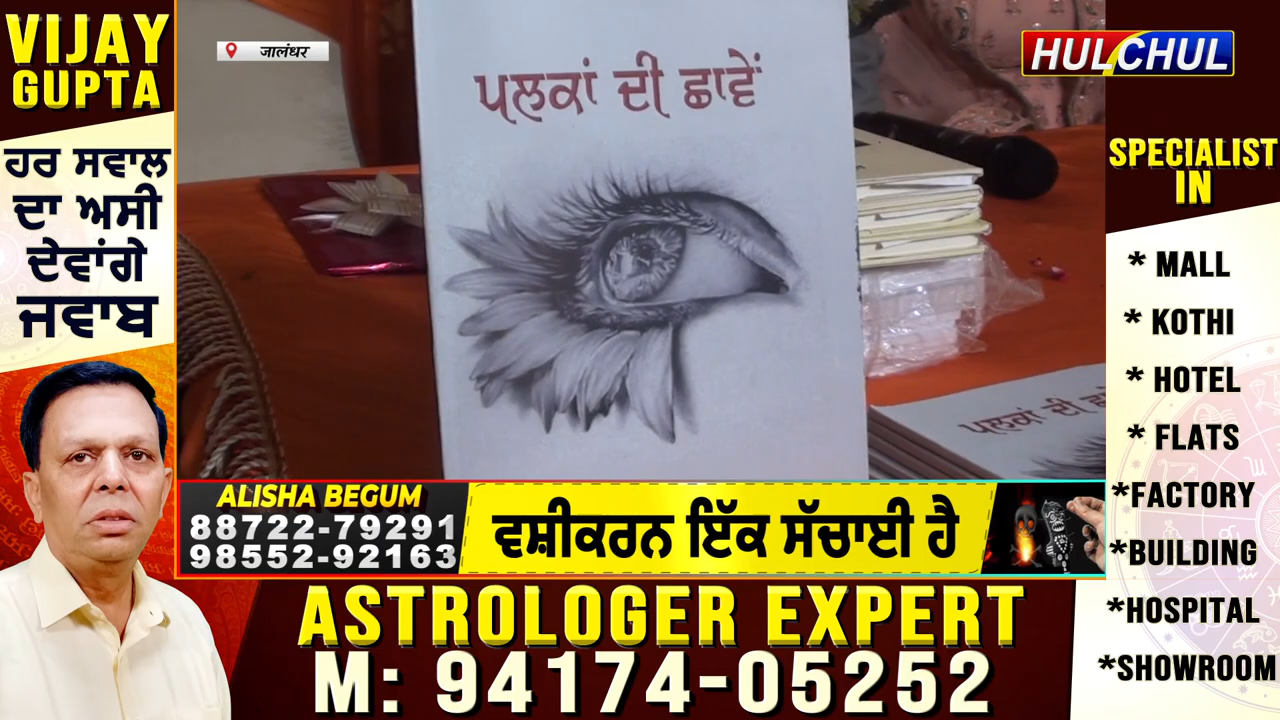 VIJAY
GUPTA
ਹਰ ਸਵਾਲ
ਦਾ ਅਸੀ
ਦੇਵਾਂਗੇ
ਜਵਾਬ
जालंधर
ਪਲਕਾਂ ਦੀ ਛਾਵੇਂ
ਪਲਕਾਂ ਦੀ
HULCHUL
SPECIALIST
IN
* MALL
* KOTHI
* HOTEL
* FLATS
*FACTORY
*BUILDING
*HOSPITAL
*SHOWROOM
ALISHA BEGUM
88722-79291
98552-92163
ਵਸ਼ੀਕਰਨ ਇੱਕ ਸੱਚਾਈ ਹੈ
ASTROLOGER EXPERT
M: 94174-05252